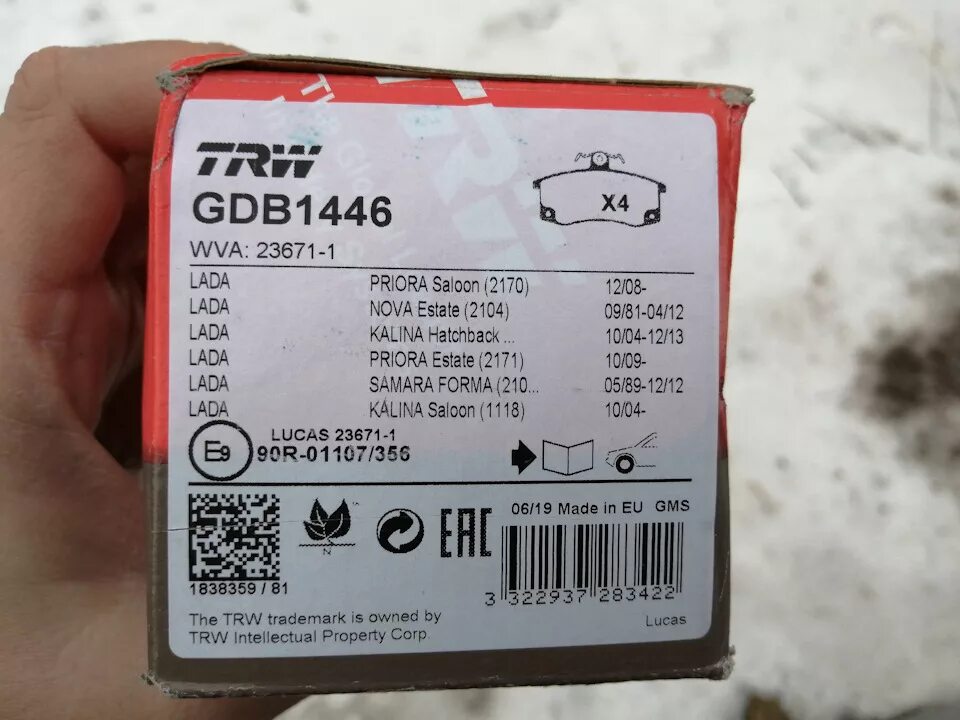 TRW
GDB1446
X4
WVA: 23671-1
LADA PRIORA Saloon (2170) 12/08-
LADA NOVA Estate (2104) 09/81-04/12
LADA KALINA Hatchback ... 10/04-12/13
LADA PRIORA Estate (2171) 10/09-
LADA SAMARA FORMA (210... 05/89-12/12
LADA KALINA Saloon (1118) 10/04-
LUCAS 23671-1
E9 90R-01107/356
06/19 Made in EU GMS
N
EAC
1838359 / 81
3 322937 283422
The TRW trademark is owned by
TRW Intellectual Property Corp.
Lucas